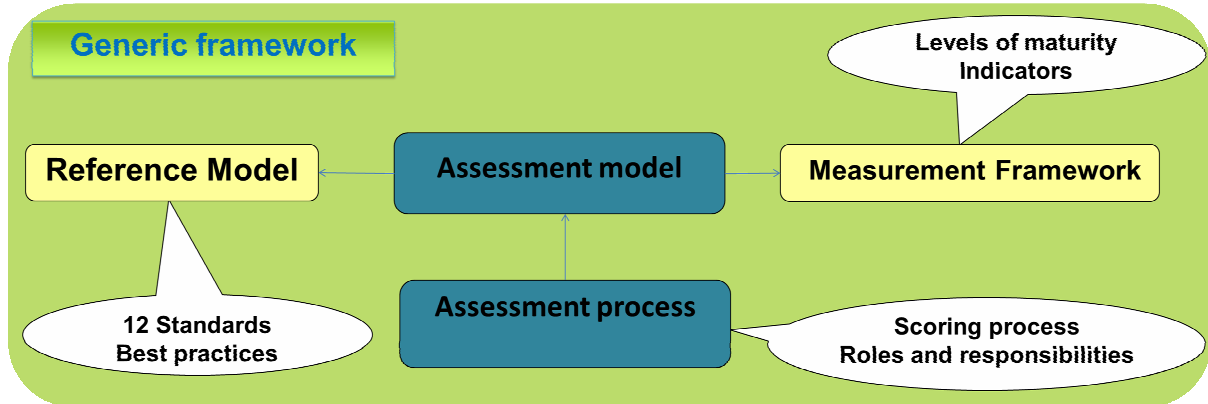 Generic framework
Levels of maturity
Indicators
Reference Model
Assessment model
Measurement Framework
Assessment process
12 Standards
Best practices
Scoring process
Roles and responsibilities